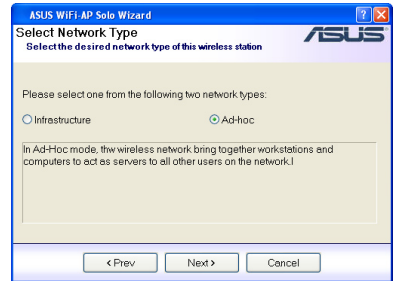 ASUS WiFi-AP Solo Wizard
Select Network Type
Select the desired network type of this wireless station
ASUS
Please select one from the following two network types:
Infrastructure
Ad-hoc
In Ad-Hoc mode, thw wireless network bring together workstations and
computers to act as servers to all other users on the network.l
< Prev
Next >
Cancel